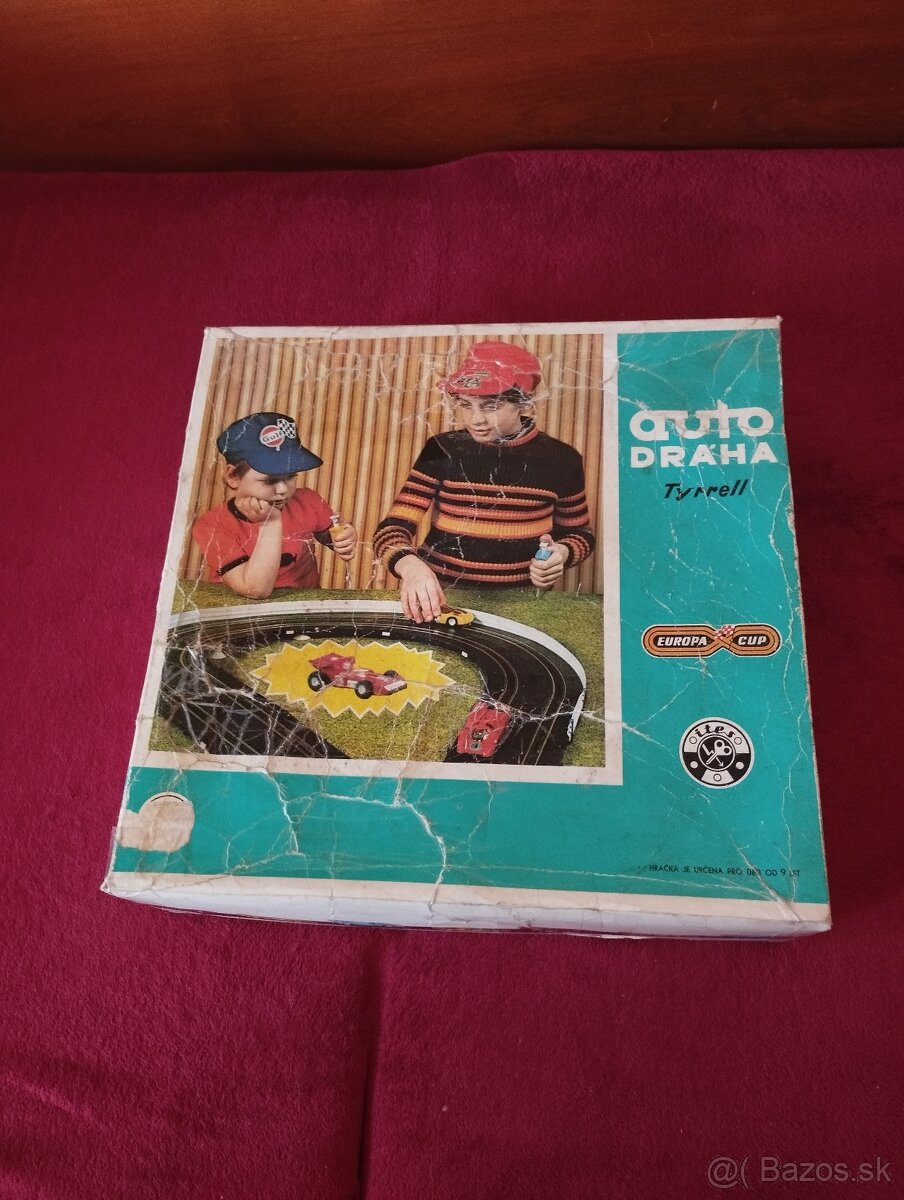 Gulf
auto
DRÁHA
Tyrrell
EUROPA CUP
ites
HRAČKA JE URČENA PRO DĚTI OD 9 LET
@( Bazos.sk